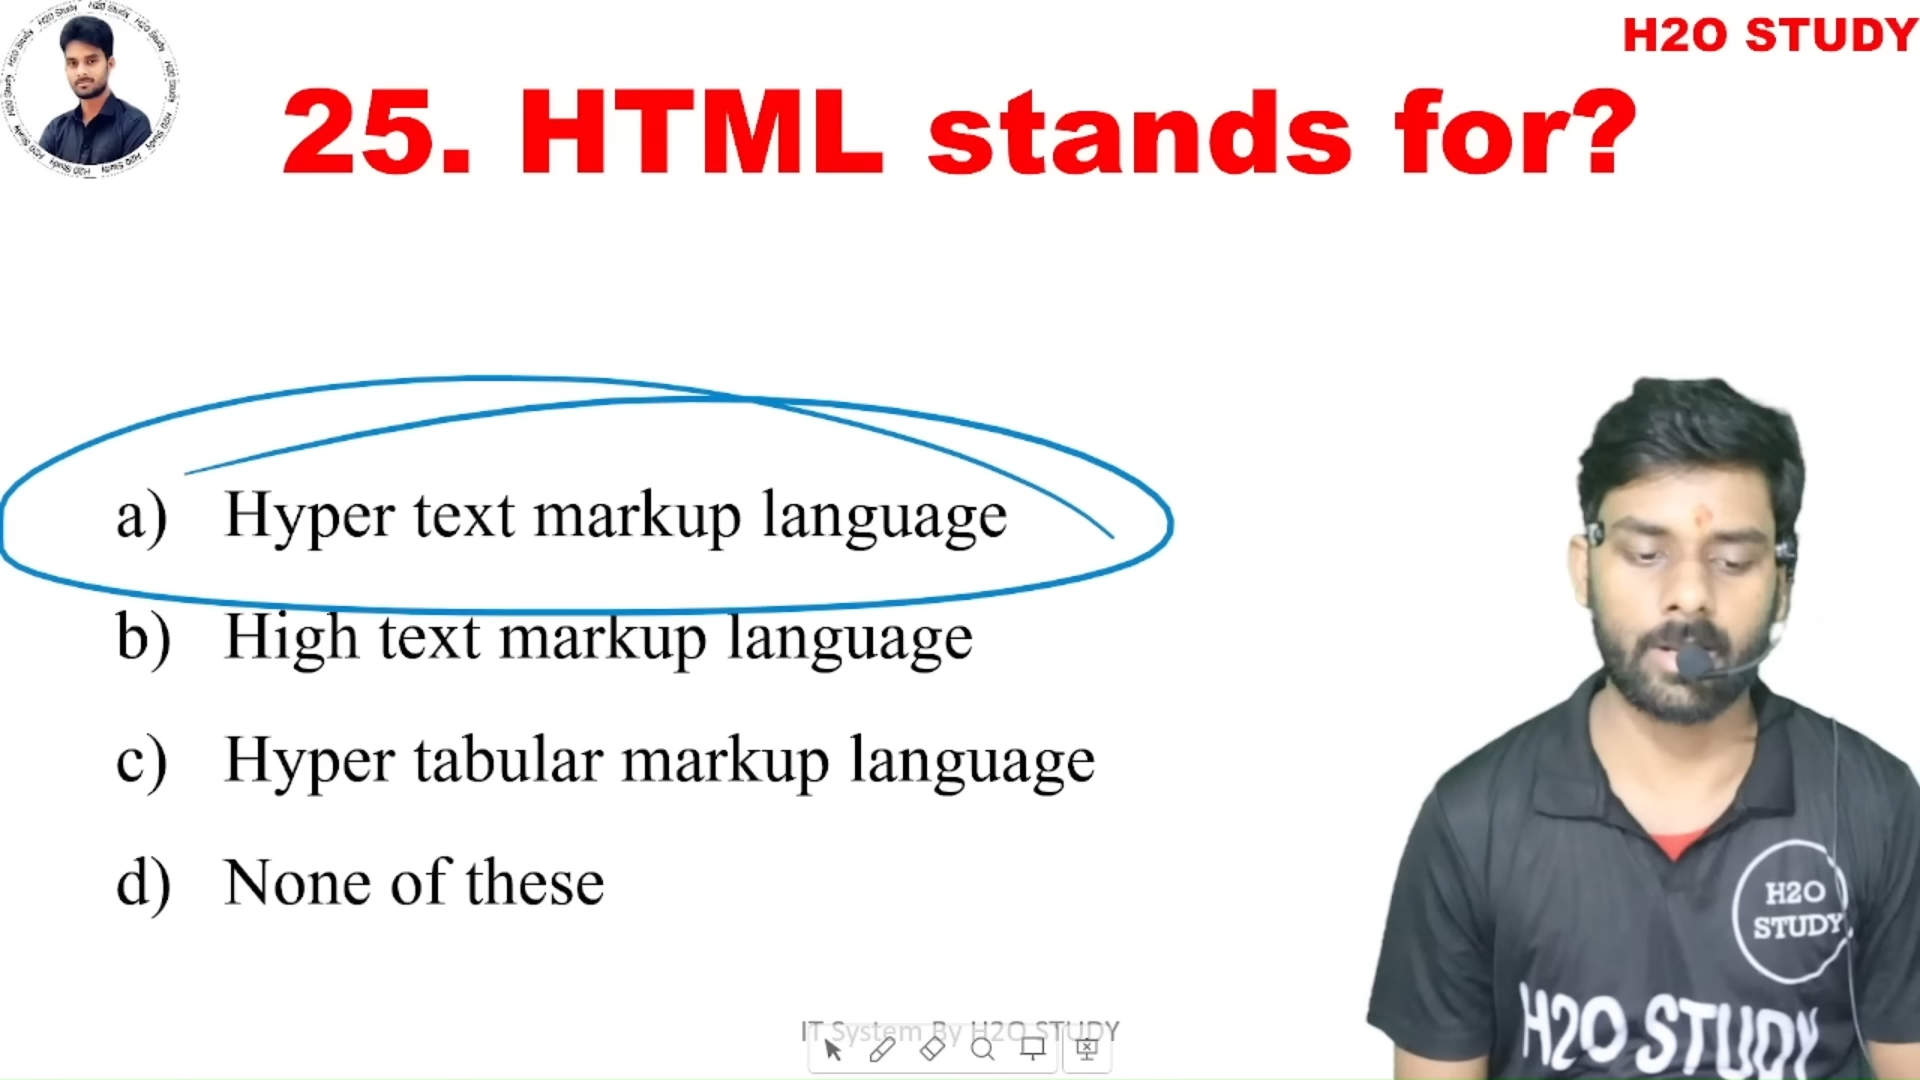 H2O STUDY
25. HTML stands for?
a) Hyper text markup language
b) High text markup language
c) Hyper tabular markup language
d) None of these
H2O
STUDY
H2O STUDY
IT System By H2O STUDY